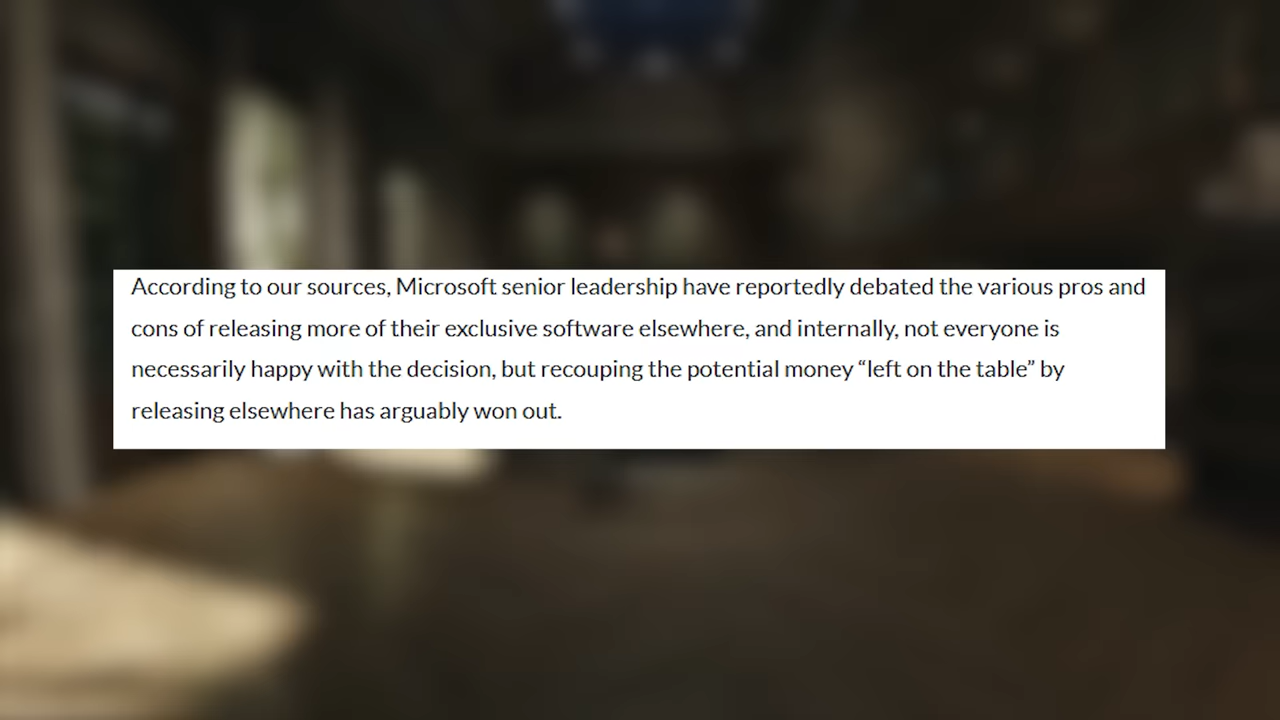 According to our sources, Microsoft senior leadership have reportedly debated the various pros and
cons of releasing more of their exclusive software elsewhere, and internally, not everyone is
necessarily happy with the decision, but recouping the potential money “left on the table” by
releasing elsewhere has arguably won out.